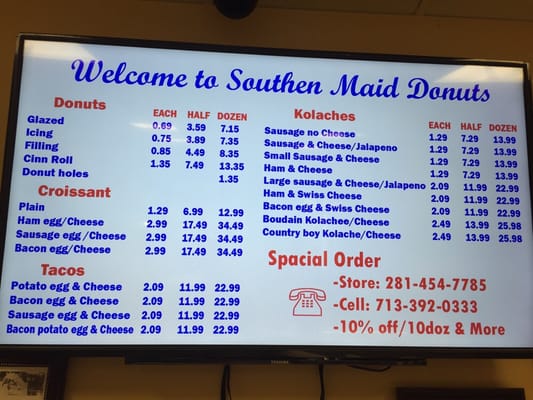 Welcome to Southen Maid Donuts
Donuts EACH HALF DOZEN
Glazed 0.69 3.59 7.15
Icing 0.75 3.89 7.35
Filling 0.85 4.49 8.35
Cinn Roll 1.35 7.49 13.35
Donut holes 1.35
Croissant
Plain 1.29 6.99 12.99
Ham egg/Cheese 2.99 17.49 34.49
Sausage egg /Cheese 2.99 17.49 34.49
Bacon egg/Cheese 2.99 17.49 34.49
Tacos
Potato egg & Cheese 2.09 11.99 22.99
Bacon egg & Cheese 2.09 11.99 22.99
Sausage egg & Cheese 2.09 11.99 22.99
Bacon potato egg & Cheese 2.09 11.99 22.99
Kolaches EACH HALF DOZEN
Sausage no Cheese 1.29 7.29 13.99
Sausage & Cheese/Jalapeno 1.29 7.29 13.99
Small Sausage & Cheese 1.29 7.29 13.99
Ham & Cheese 1.29 7.29 13.99
Large sausage & Cheese/Jalapeno 2.09 11.99 22.99
Ham & Swiss Cheese 2.09 11.99 22.99
Bacon egg & Swiss Cheese 2.09 11.99 22.99
Boudain Kolachee/Cheese 2.49 13.99 25.98
Country boy Kolache/Cheese 2.49 13.99 25.98
Spacial Order
-Store: 281-454-7785
-Cell: 713-392-0333
-10% off/10doz & More
TOSHIBA